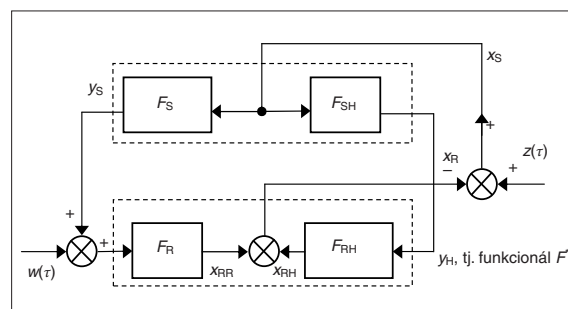 x_S
y_S
F_S
F_SH
+
x_R
−
z(τ)
+
+
+
F_R
F_RH
w(τ)
x_RR
x_RH
y_H, tj. funkcionál F